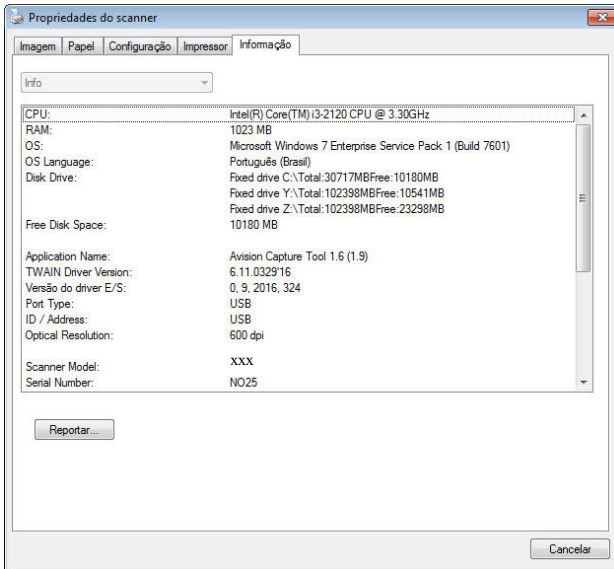 Propriedades do scanner
Imagem Papel Configuração Impressor Informação
Info
CPU: Intel(R) Core(TM) i3-2120 CPU @ 3.30GHz
RAM: 1023 MB
OS: Microsoft Windows 7 Enterprise Service Pack 1 (Build 7601)
OS Language: Português (Brasil)
Disk Drive: Fixed drive C:\Total:30717MBFree:10180MB
Fixed drive Y:\Total:102398MBFree:10541MB
Fixed drive Z:\Total:102398MBFree:23298MB
Free Disk Space: 10180 MB
Application Name: Avision Capture Tool 1.6 (1.9)
TWAIN Driver Version: 6.11.0329'16
Versão do driver E/S: 0, 9, 2016, 324
Port Type: USB
ID / Address: USB
Optical Resolution: 600 dpi
Scanner Model: xxx
Serial Number: NO25
Reportar...
Cancelar